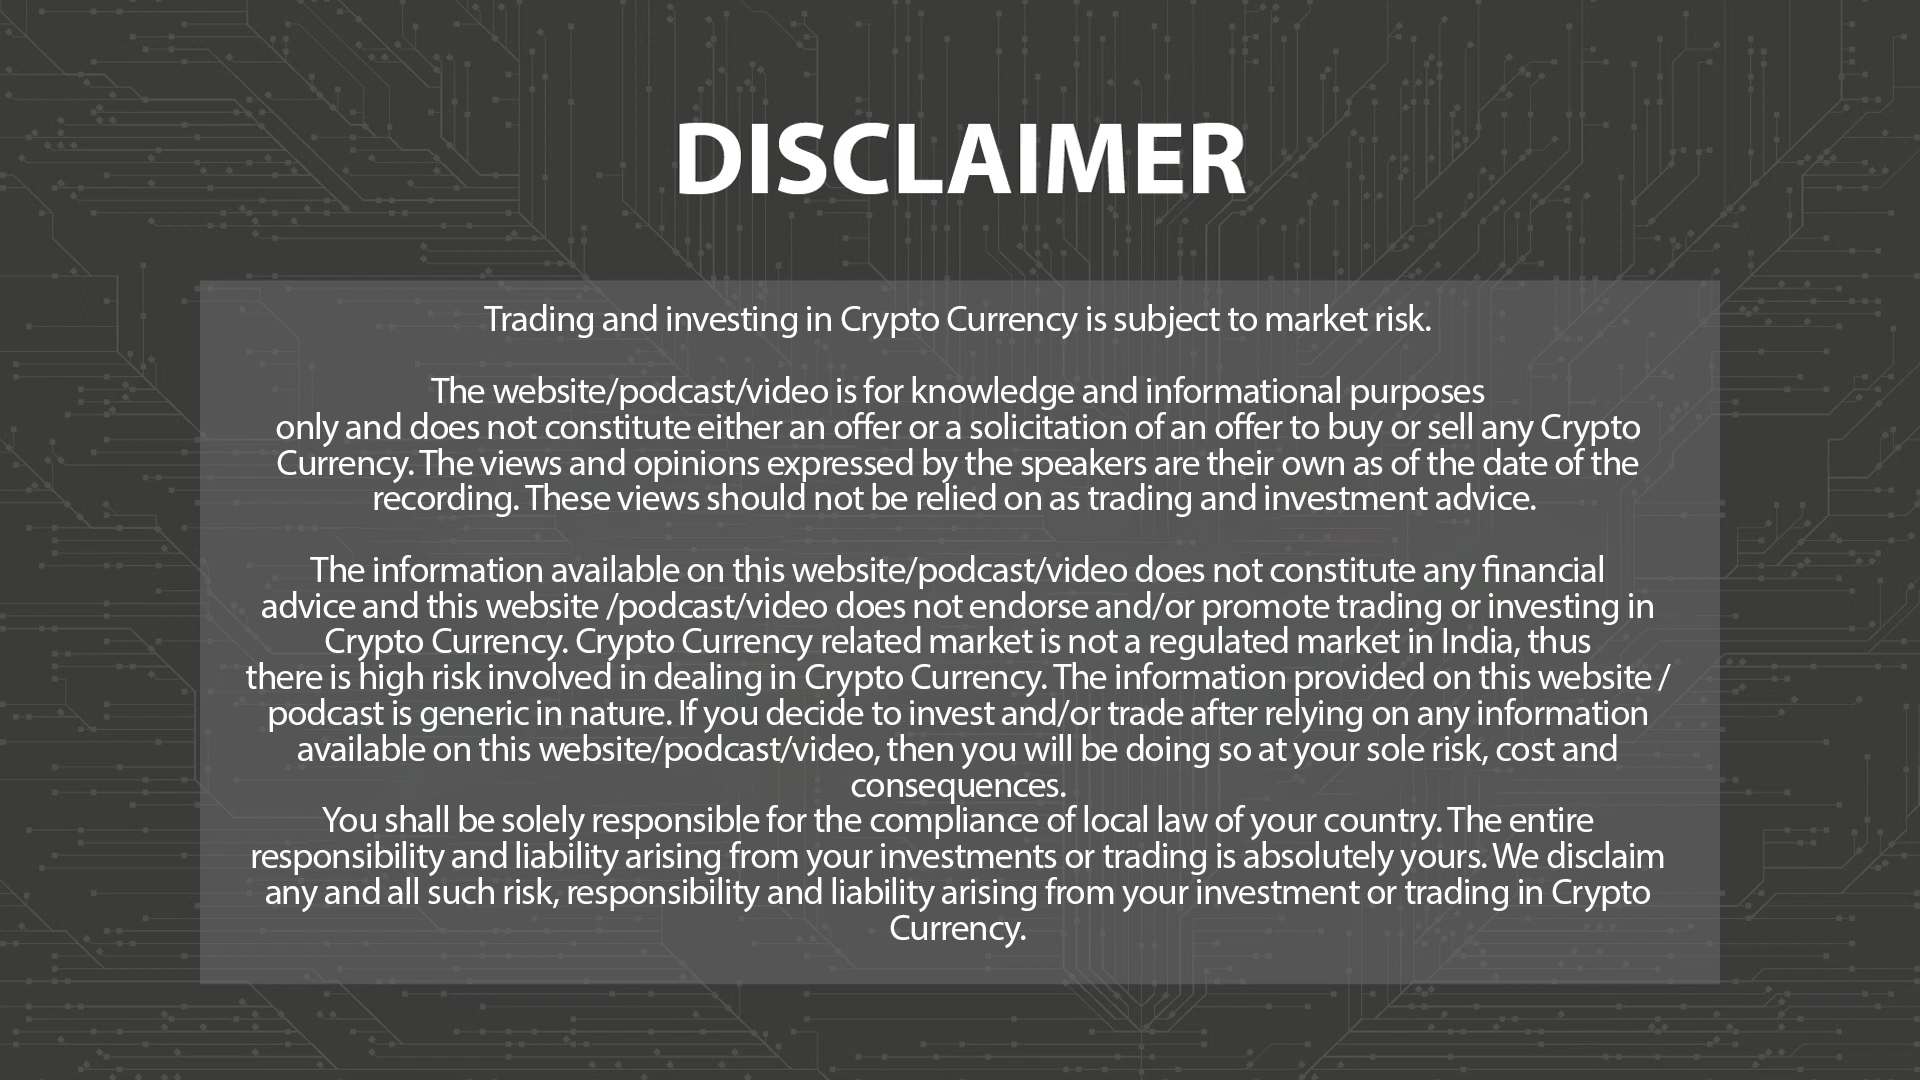 DISCLAIMER
Trading and investing in Crypto Currency is subject to market risk.
The website/podcast/video is for knowledge and informational purposes
only and does not constitute either an offer or a solicitation of an offer to buy or sell any Crypto
Currency. The views and opinions expressed by the speakers are their own as of the date of the
recording. These views should not be relied on as trading and investment advice.
The information available on this website/podcast/video does not constitute any financial
advice and this website /podcast/video does not endorse and/or promote trading or investing in
Crypto Currency. Crypto Currency related market is not a regulated market in India, thus
there is high risk involved in dealing in Crypto Currency. The information provided on this website /
podcast is generic in nature. If you decide to invest and/or trade after relying on any information
available on this website/podcast/video, then you will be doing so at your sole risk, cost and
consequences.
You shall be solely responsible for the compliance of local law of your country. The entire
responsibility and liability arising from your investments or trading is absolutely yours. We disclaim
any and all such risk, responsibility and liability arising from your investment or trading in Crypto
Currency.